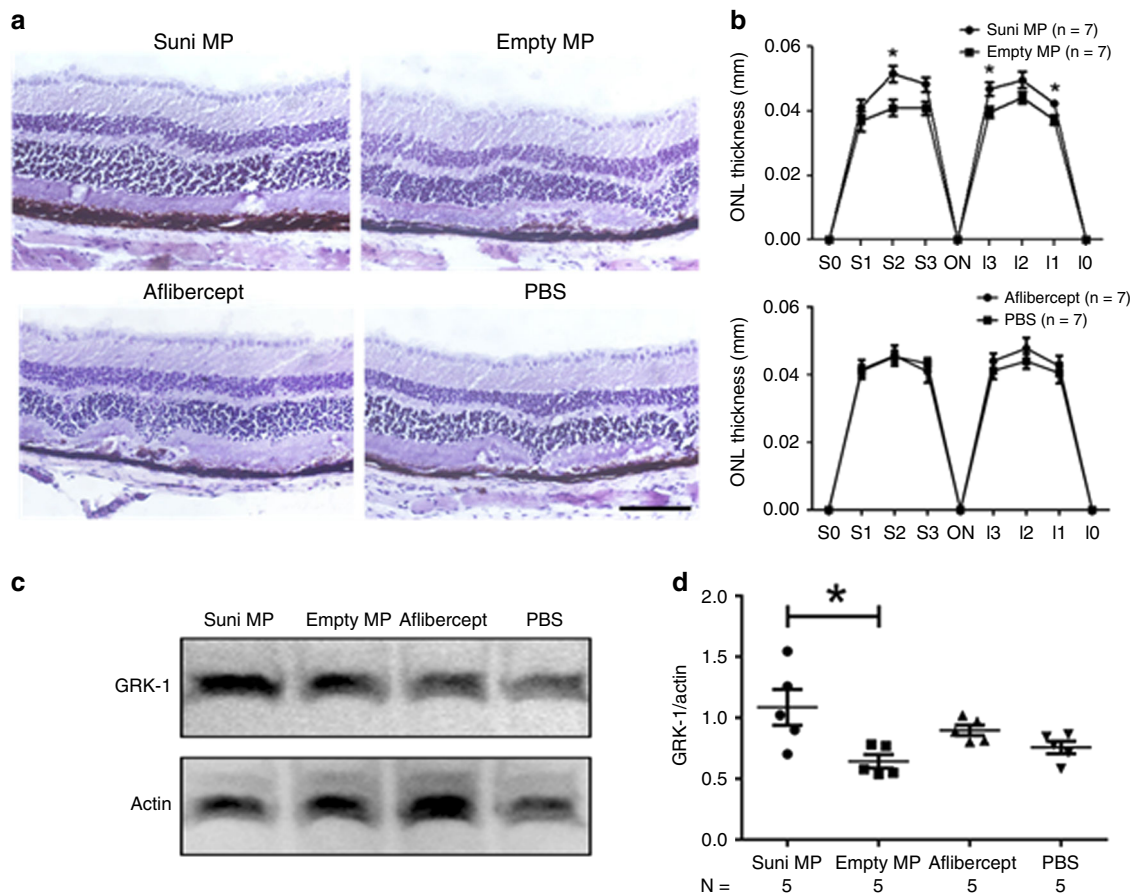 a
Suni MP Empty MP
Aflibercept PBS
b
Suni MP (n = 7)
Empty MP (n = 7)
ONL thickness (mm)
0.06
0.04
0.02
0.00
* * *
S0 S1 S2 S3 ON I3 I2 I1 I0
Aflibercept (n = 7)
PBS (n = 7)
ONL thickness (mm)
0.06
0.04
0.02
0.00
S0 S1 S2 S3 ON I3 I2 I1 I0
c
Suni MP Empty MP Aflibercept PBS
GRK-1
Actin
d
GRK-1/actin
2.0
1.5
1.0
0.5
0.0
*
Suni MP Empty MP Aflibercept PBS
N = 5 5 5 5